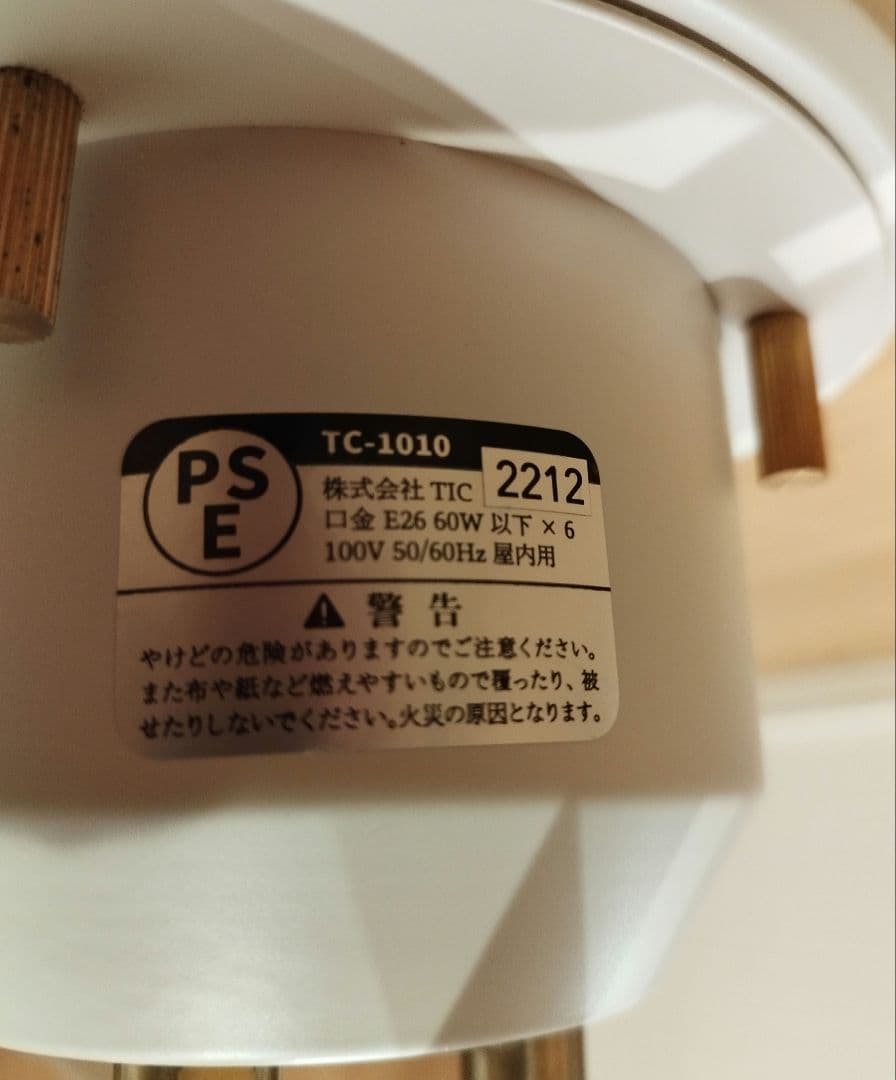 PS
E
TC-1010
2212
株式会社 TIC
口金 E26 60W 以下 × 6
100V 50/60Hz 屋内用
警告
やけどの危険がありますのでご注意ください。
また布や紙など燃えやすいもので覆ったり、被
せたりしないでください。火災の原因となります。